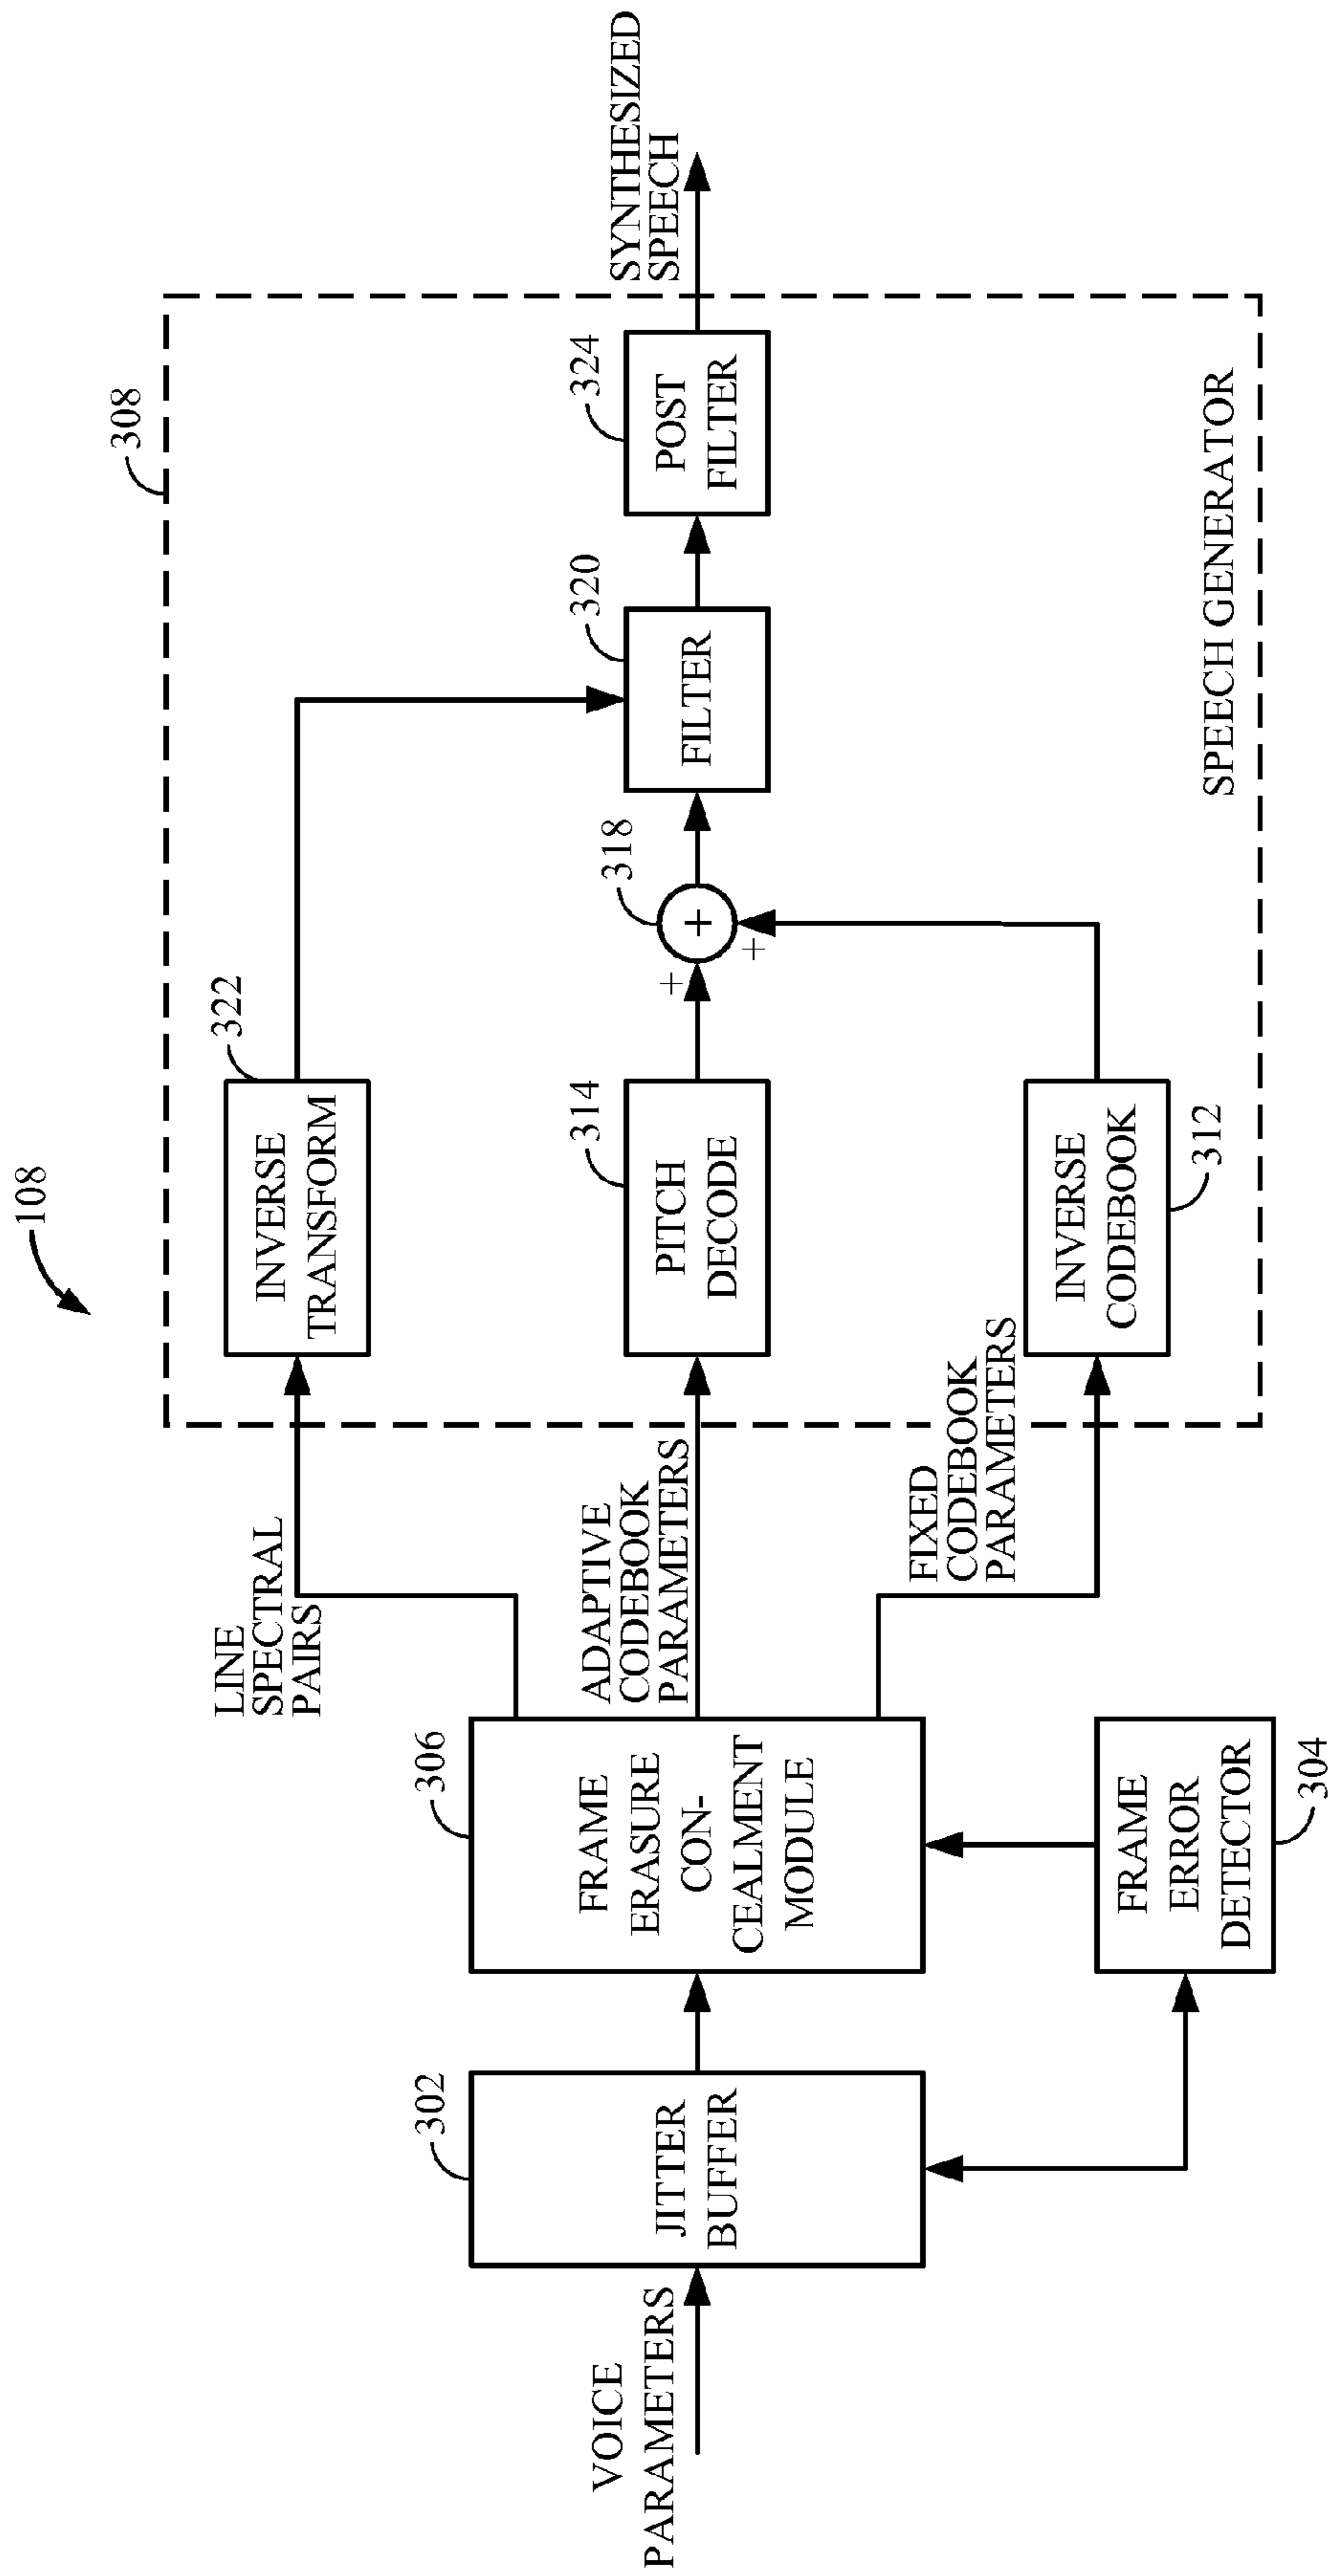 108
308
VOICE
PARAMETERS
302
JITTER
BUFFER
306
FRAME
ERASURE
CON-
CEALMENT
MODULE
FRAME
ERROR
DETECTOR
304
LINE
SPECTRAL
PAIRS
ADAPTIVE
CODEBOOK
PARAMETERS
FIXED
CODEBOOK
PARAMETERS
322
INVERSE
TRANSFORM
314
PITCH
DECODE
INVERSE
CODEBOOK
312
318
+
+
+
320
FILTER
324
POST
FILTER
SPEECH GENERATOR
SYNTHESIZED
SPEECH